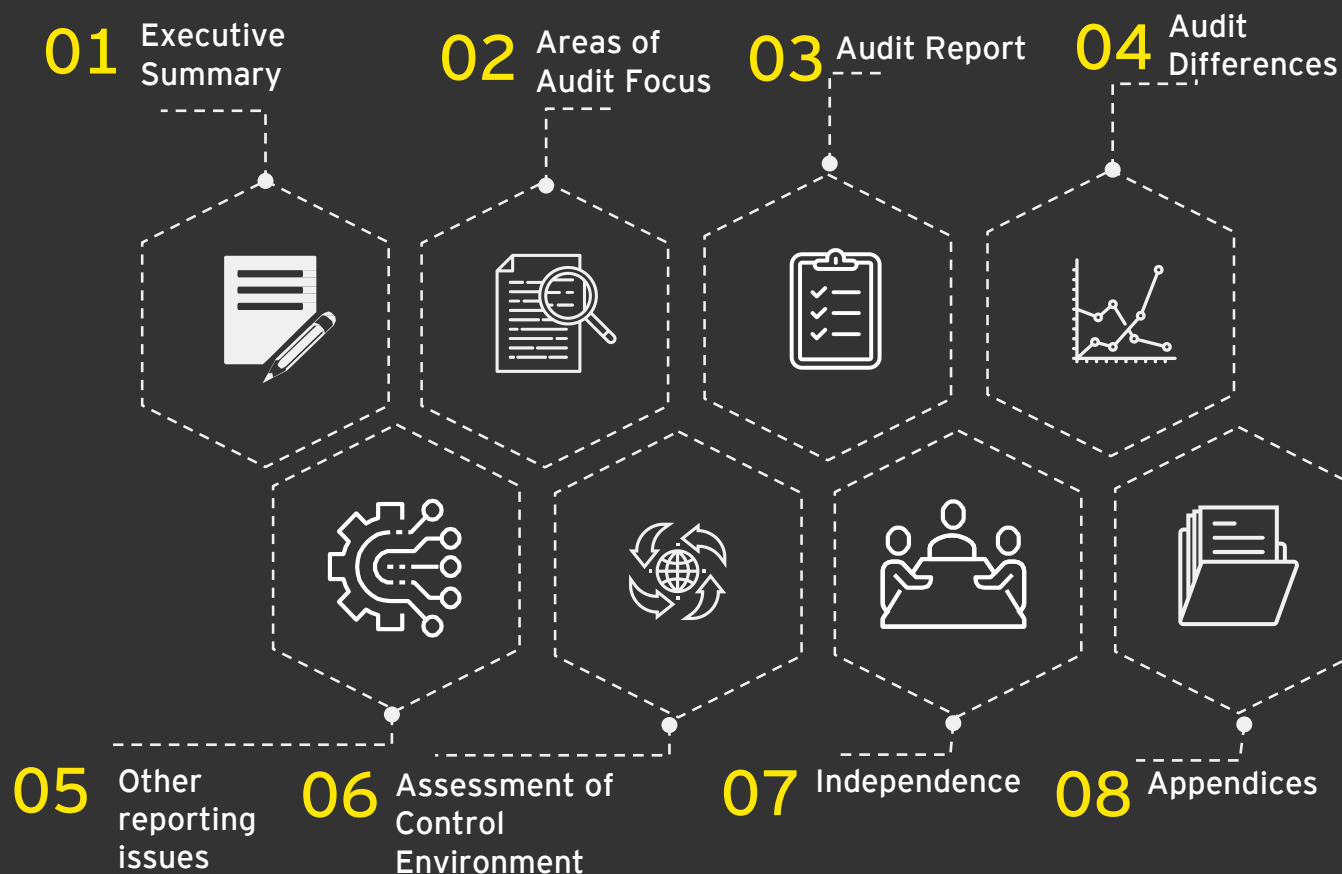 01
Executive
Summary
02
Areas of
Audit Focus
03
Audit Report
04
Audit
Differences
05
Other
reporting
issues
06
Assessment of
Control
Environment
07
Independence
08
Appendices